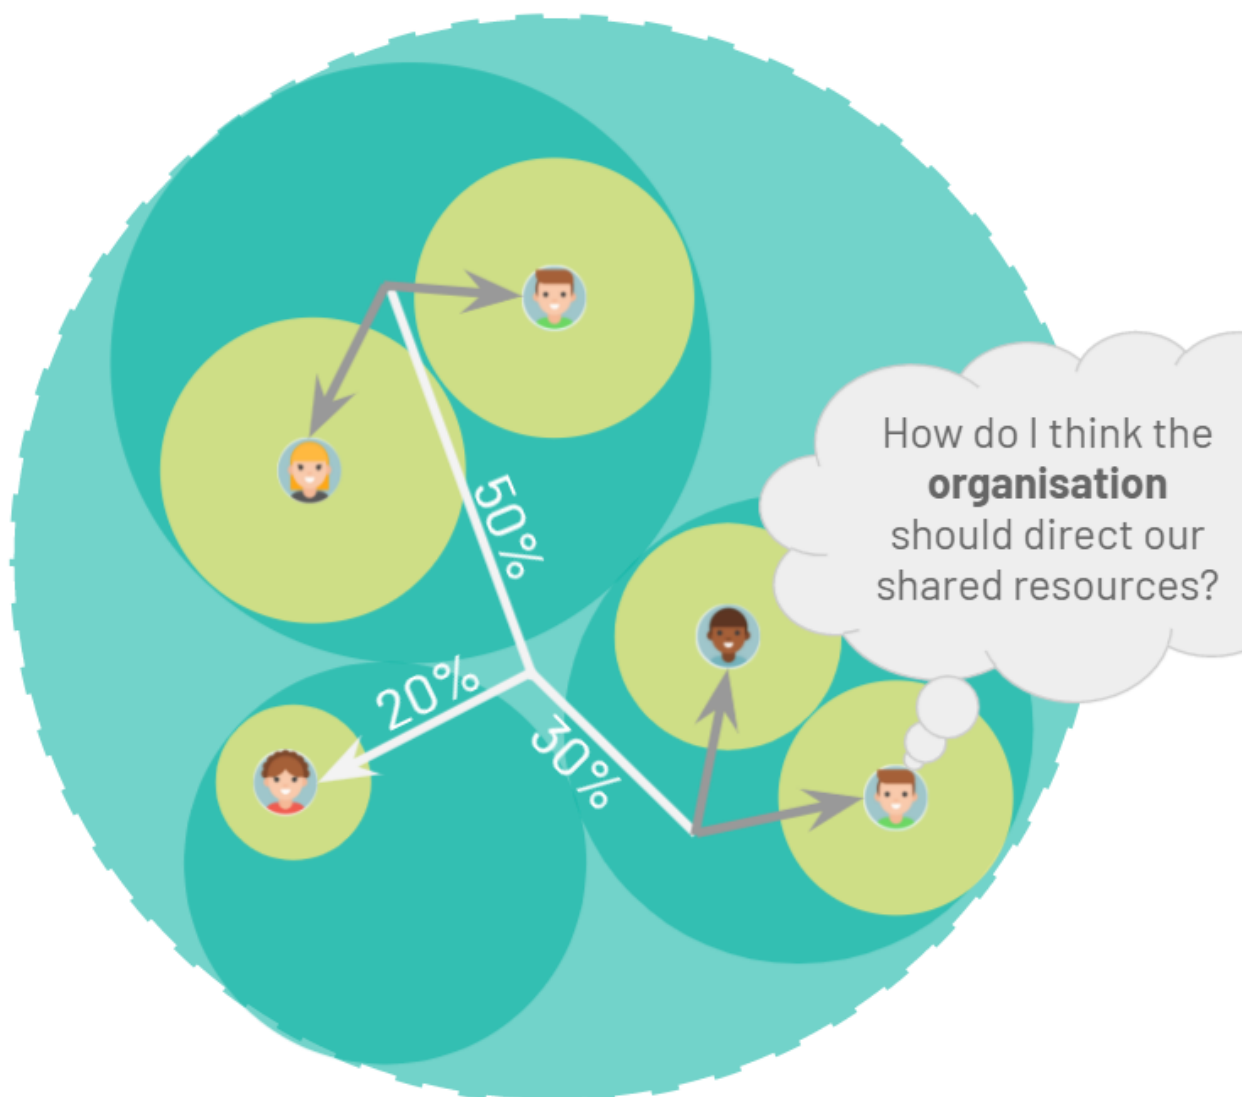 50%
How do I think the
organisation
should direct our
shared resources?
20%
30%